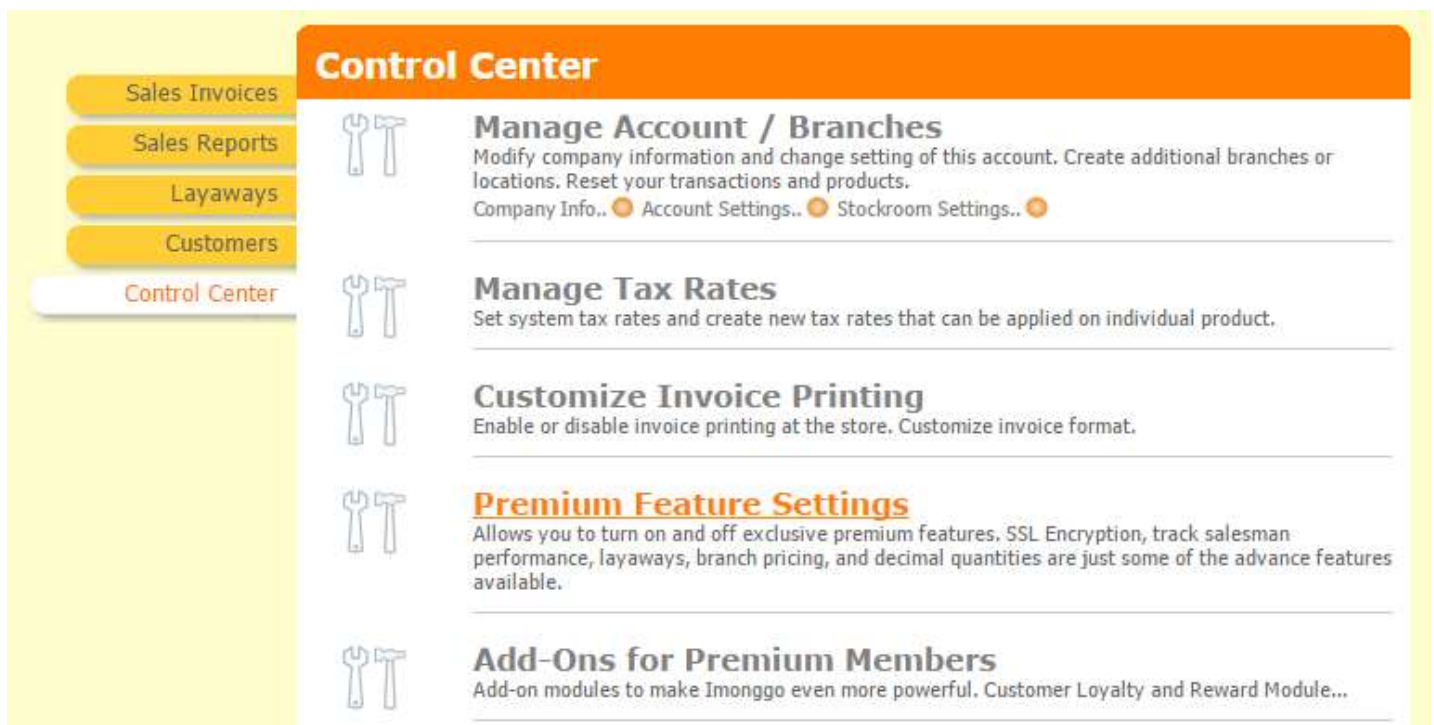 Control Center
Sales Invoices
Sales Reports
Layaways
Customers
Control Center
Manage Account / Branches
Modify company information and change setting of this account. Create additional branches or
locations. Reset your transactions and products.
Company Info.. Account Settings.. Stockroom Settings..
Manage Tax Rates
Set system tax rates and create new tax rates that can be applied on individual product.
Customize Invoice Printing
Enable or disable invoice printing at the store. Customize invoice format.
Premium Feature Settings
Allows you to turn on and off exclusive premium features. SSL Encryption, track salesman
performance, layaways, branch pricing, and decimal quantities are just some of the advance features
available.
Add-Ons for Premium Members
Add-on modules to make Imonggo even more powerful. Customer Loyalty and Reward Module...